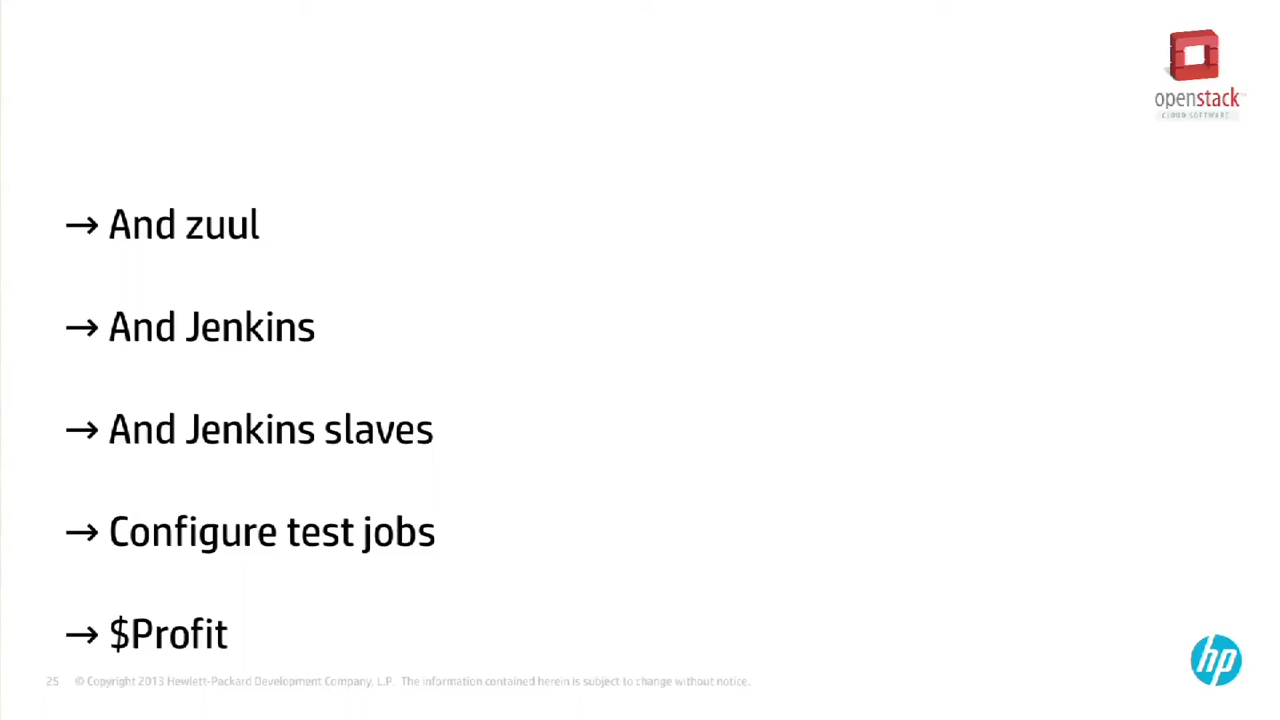 openstack
CLOUD SOFTWARE
→ And zuul
→ And Jenkins
→ And Jenkins slaves
→ Configure test jobs
→ $Profit
25 © Copyright 2013 Hewlett-Packard Development Company, L.P. The information contained herein is subject to change without notice.
hp